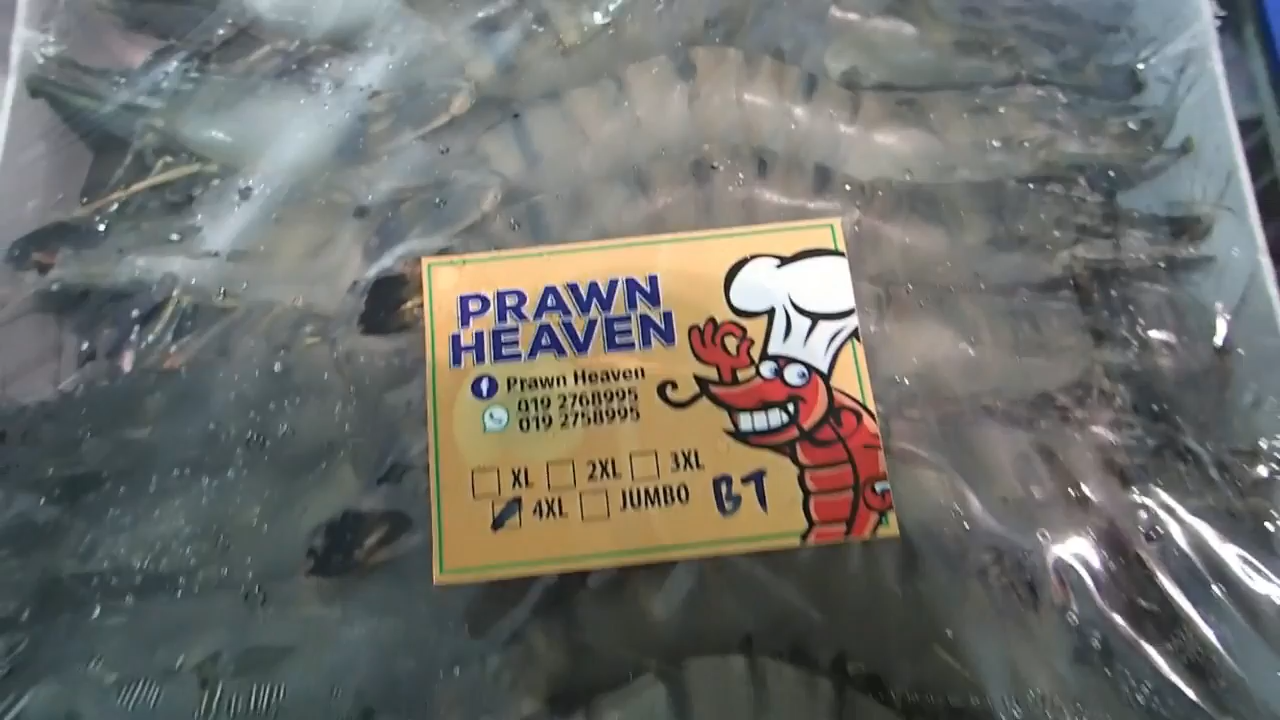 PRAWN
HEAVEN
Prawn Heaven
019 2768995
019 2758995
XL 2XL 3XL
4XL JUMBO BT